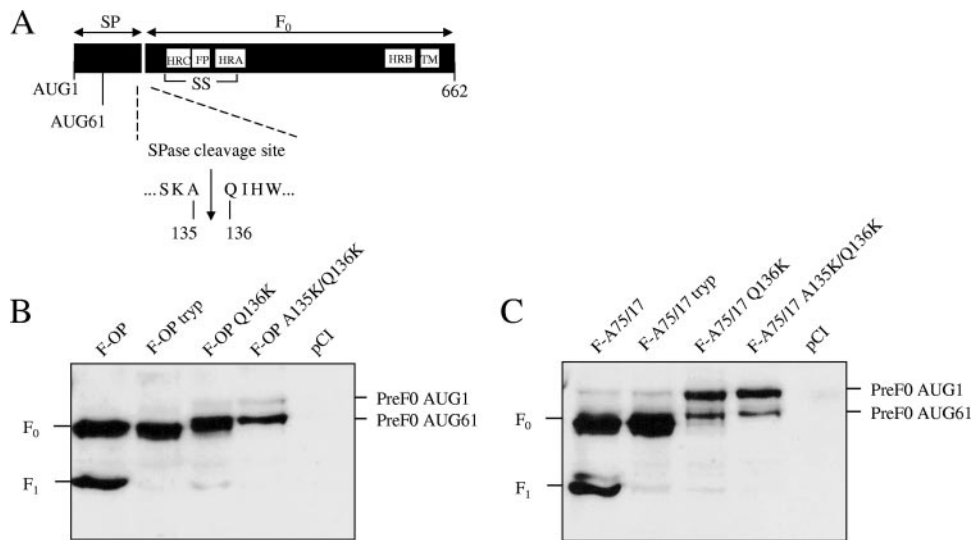 A
SP
F0
HRC FP HRA HRB TM
SS
AUG1
662
AUG61
SPase cleavage site
...S K A Q I H W...
135 136
B
F-OP
F-OP tryp
F-OP Q136K
F-OP A135K/Q136K
pCI
PreF0 AUG1
PreF0 AUG61
F0
F1
C
F-A75/17
F-A75/17 tryp
F-A75/17 Q136K
F-A75/17 A135K/Q136K
pCI
PreF0 AUG1
PreF0 AUG61
F0
F1